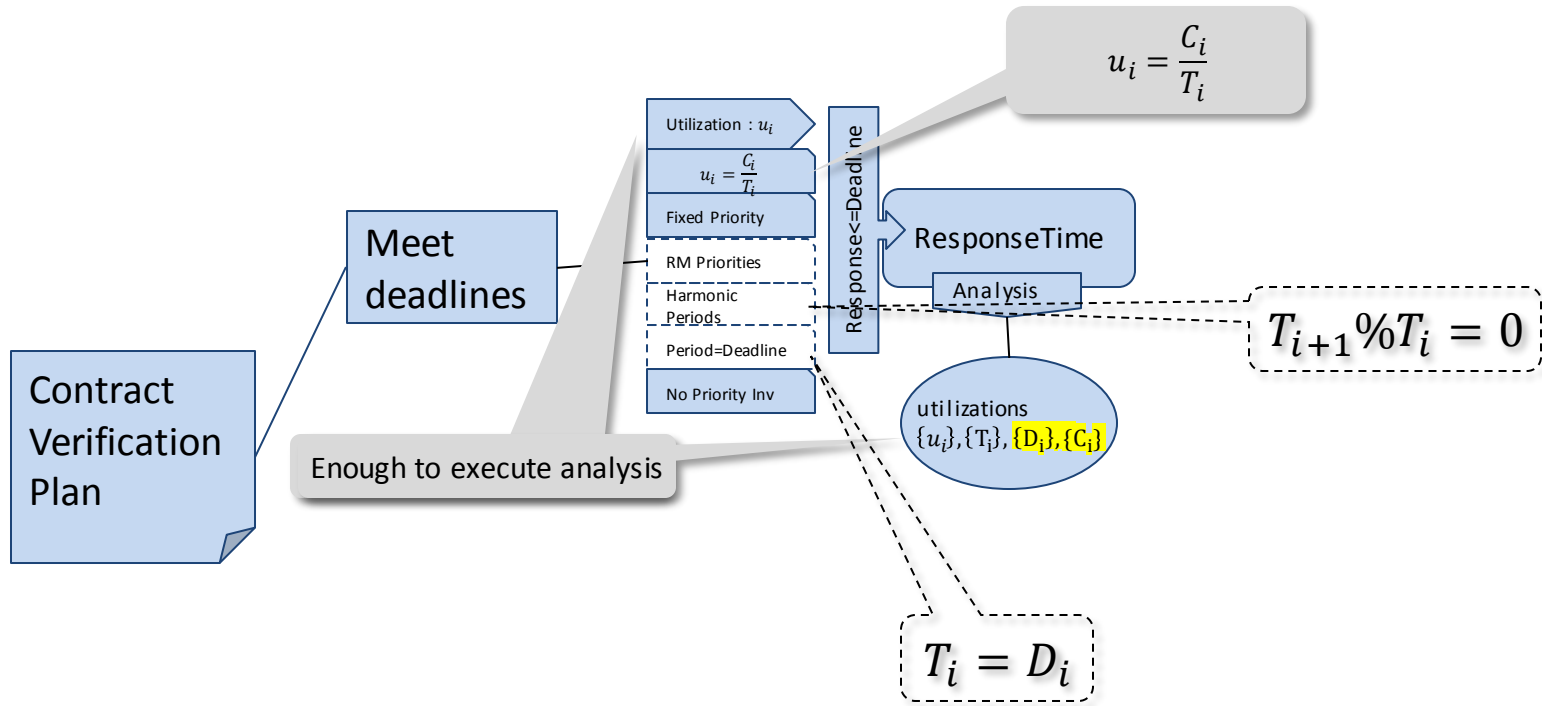 u_i = C_i / T_i
Utilization : u_i
u_i = C_i / T_i
Fixed Priority
RM Priorities
Harmonic
Periods
Period=Deadline
No Priority Inv
Response<=Deadline
ResponseTime
Analysis
Meet
deadlines
Contract
Verification
Plan
T_{i+1}%T_i = 0
utilizations
{u_i},{T_i}, {D_i},{C_i}
Enough to execute analysis
T_i = D_i